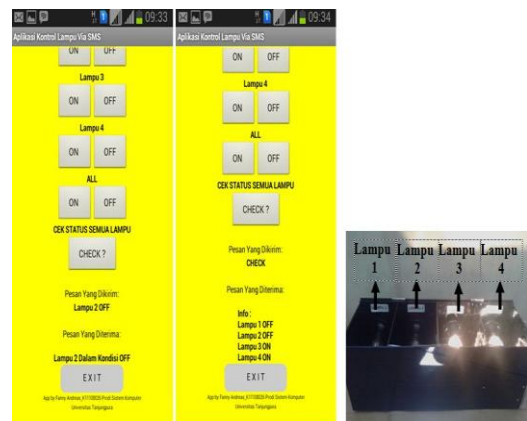 09:33
Aplikasi Kontrol Lampu Via SMS
ON OFF
Lampu 3
ON OFF
Lampu 4
ON OFF
ALL
ON OFF
CEK STATUS SEMUA LAMPU
CHECK ?
Pesan Yang Dikirim:
Lampu 2 OFF
Pesan Yang Diterima:
Lampu 2 Dalam Kondisi OFF
EXIT
Universitas Tanjungpura
09:34
Aplikasi Kontrol Lampu Via SMS
ON OFF
Lampu 4
ON OFF
ALL
ON OFF
CEK STATUS SEMUA LAMPU
CHECK ?
Pesan Yang Dikirim:
CHECK
Pesan Yang Diterima:
Info :
Lampu 1 OFF
Lampu 2 OFF
Lampu 3 ON
Lampu 4 ON
EXIT
Universitas Tanjungpura
Lampu Lampu Lampu Lampu
1 2 3 4